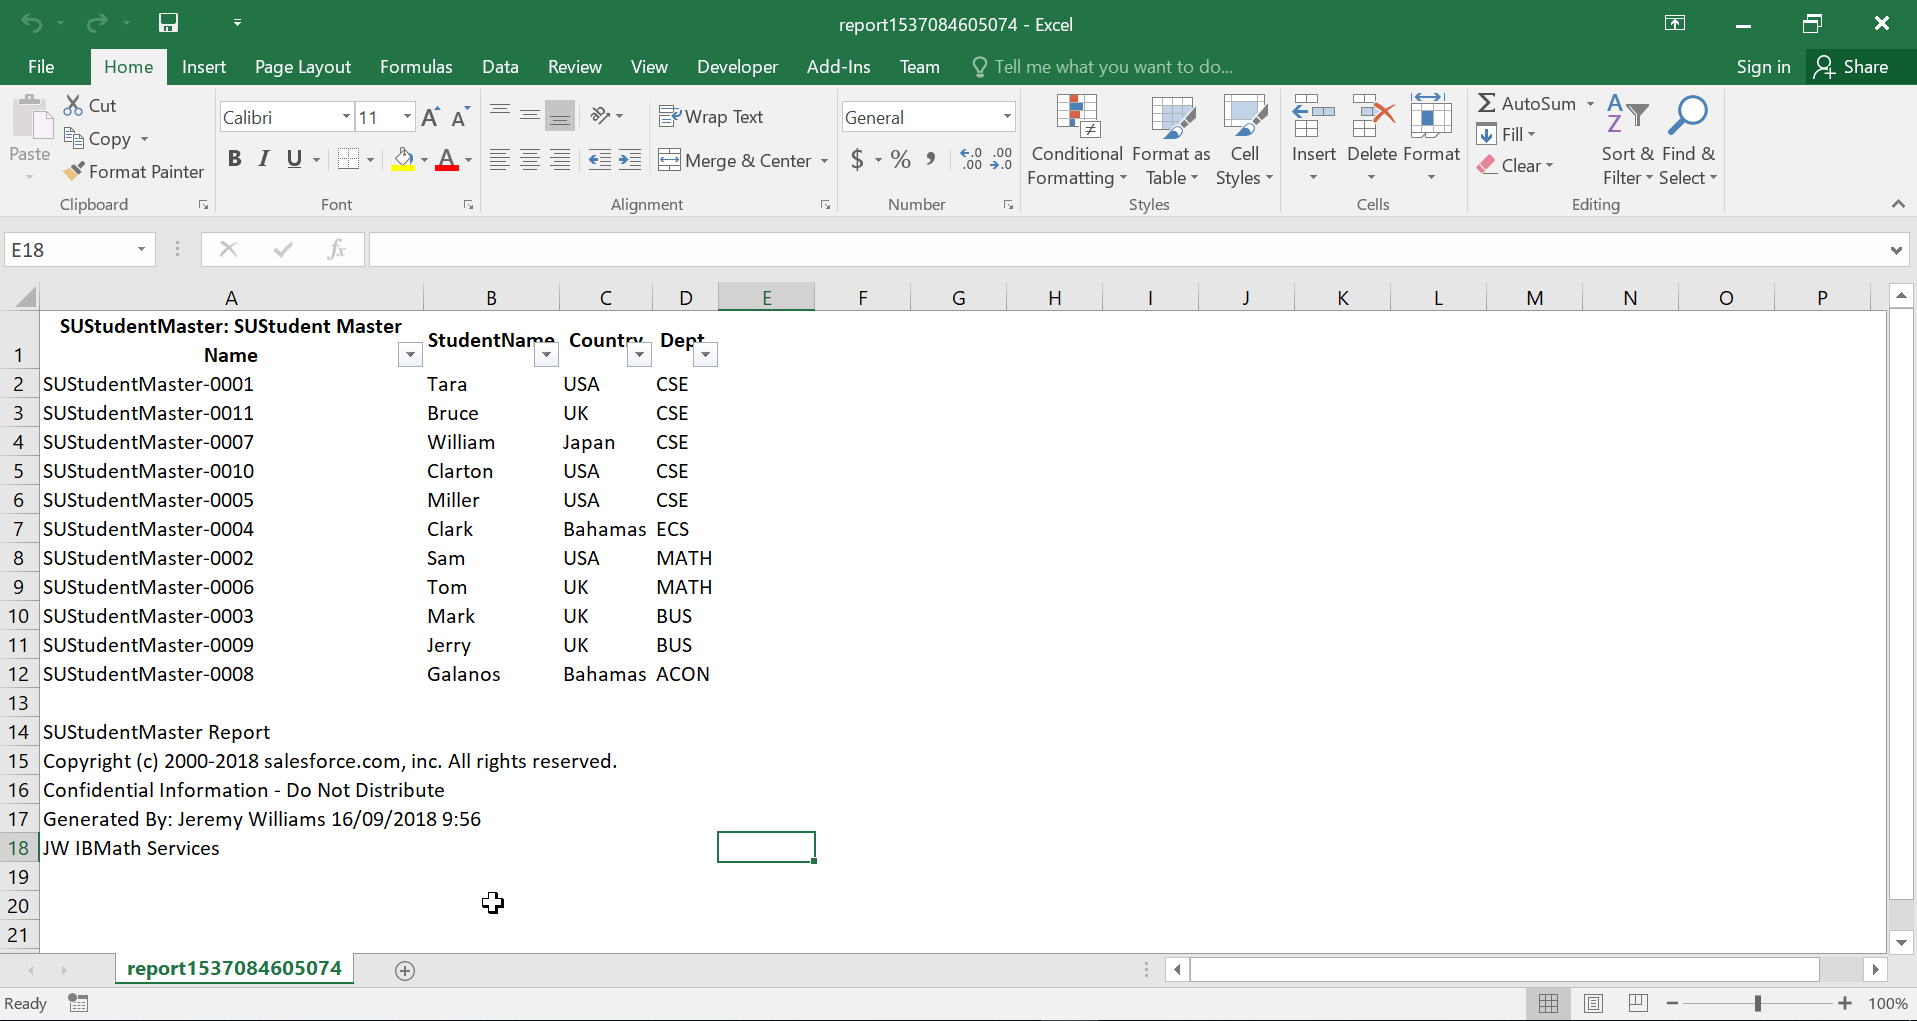 report1537084605074 - Excel
File Home Insert Page Layout Formulas Data Review View Developer Add-Ins Team Tell me what you want to do... Sign in Share
Paste Cut Copy Format Painter Clipboard
Calibri 11 A A B I U A Font
Wrap Text Merge & Center Alignment
General $ % , ←.0 .00 .00 →.0 Number
Conditional Formatting Format as Table Cell Styles Styles
Insert Delete Format Cells
AutoSum Fill Clear A Z Sort & Filter Find & Select Editing
E18 fx
A B C D E F G H I J K L M N O P
1 SUStudentMaster: SUStudent Master Name StudentName Country Dept
2 SUStudentMaster-0001 Tara USA CSE
3 SUStudentMaster-0011 Bruce UK CSE
4 SUStudentMaster-0007 William Japan CSE
5 SUStudentMaster-0010 Clarton USA CSE
6 SUStudentMaster-0005 Miller USA CSE
7 SUStudentMaster-0004 Clark Bahamas ECS
8 SUStudentMaster-0002 Sam USA MATH
9 SUStudentMaster-0006 Tom UK MATH
10 SUStudentMaster-0003 Mark UK BUS
11 SUStudentMaster-0009 Jerry UK BUS
12 SUStudentMaster-0008 Galanos Bahamas ACON
13
14 SUStudentMaster Report
15 Copyright (c) 2000-2018 salesforce.com, inc. All rights reserved.
16 Confidential Information - Do Not Distribute
17 Generated By: Jeremy Williams 16/09/2018 9:56
18 JW IBMath Services
19
20
21
report1537084605074
Ready 100%